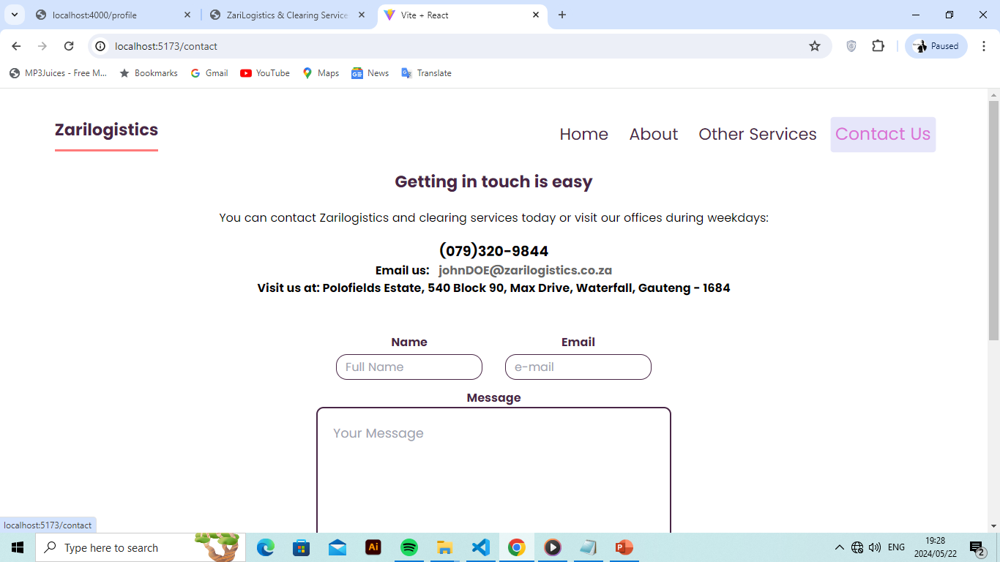 localhost:4000/profile
ZariLogistics & Clearing Service
Vite + React
localhost:5173/contact
Paused
MP3Juices - Free M...
Bookmarks
Gmail
YouTube
Maps
News
Translate
Zarilogistics
Home
About
Other Services
Contact Us
Getting in touch is easy
You can contact Zarilogistics and clearing services today or visit our offices during weekdays:
(079)320-9844
Email us: johnDOE@zarilogistics.co.za
Visit us at: Polofields Estate, 540 Block 90, Max Drive, Waterfall, Gauteng - 1684
Name
Email
Full Name
e-mail
Message
Your Message
localhost:5173/contact
Type here to search
Ai
ENG
19:28
2024/05/22
2